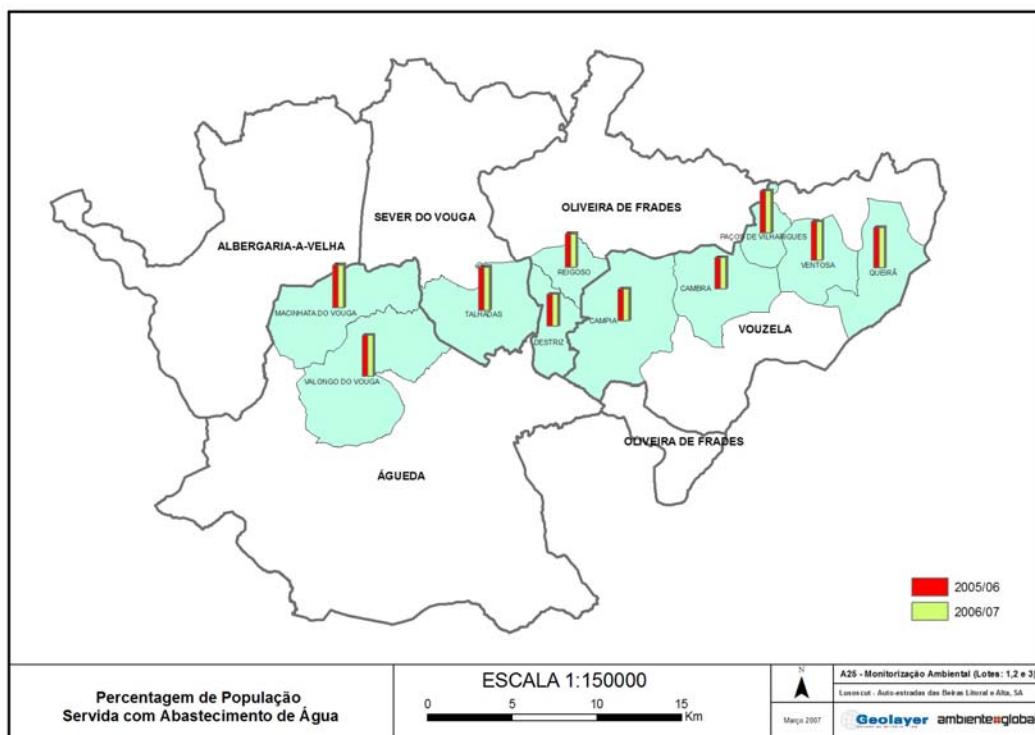 OLIVEIRA DE FRADES
SEVER DO VOUGA
ALBERGARIA-A-VELHA
PAÇOS DE VILHARIGUES
VENTOSA
QUEIRÃ
REIGOSO
CAMBRA
MACINHATA DO VOUGA
TALHADAS
CAMPIA
VOUZELA
DESTRIZ
VALONGO DO VOUGA
OLIVEIRA DE FRADES
ÁGUEDA
2005/06
2006/07
Percentagem de População
Servida com Abastecimento de Água
ESCALA 1:150000
0 5 10 15
Km
N
Março 2007
A25 - Monitorização Ambiental (Lotes: 1,2 e 3)
Lusoscut - Auto-estradas das Beiras Litoral e Alta, SA
Geolayer
ambiente global